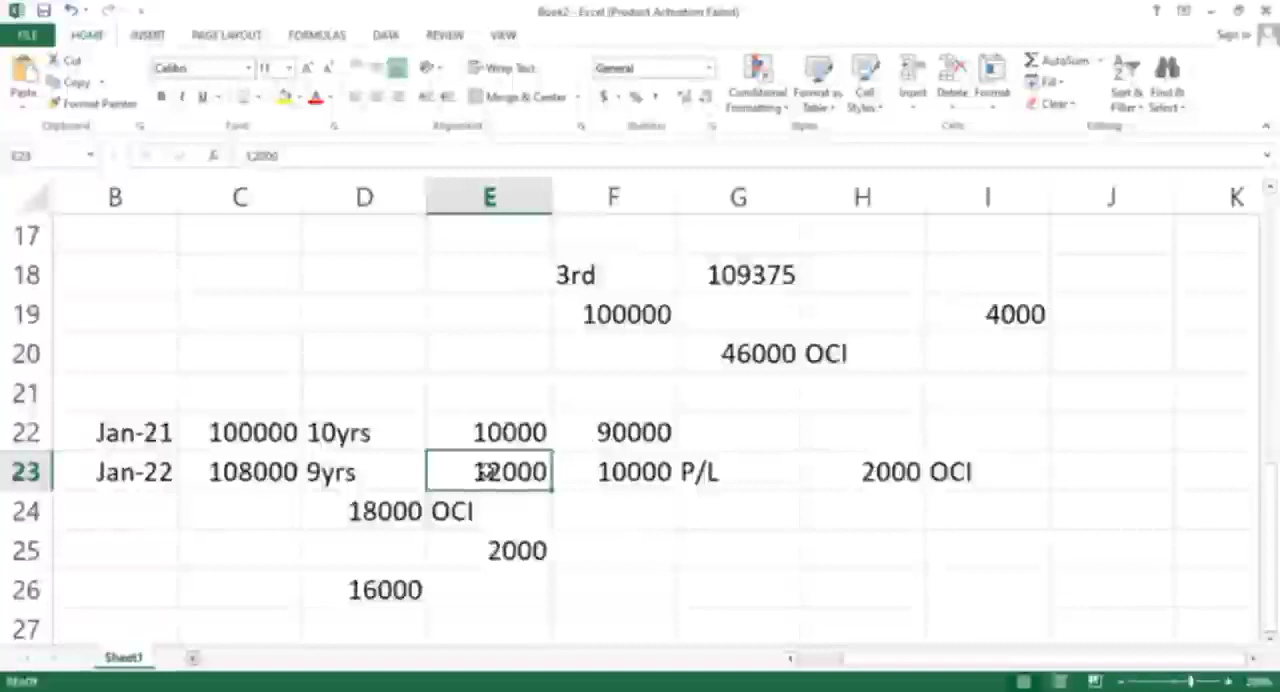 Book2 - Excel (Product Activation Failed)
FILE HOME INSERT PAGE LAYOUT FORMULAS DATA REVIEW VIEW Sign in
Cut
Copy
Format Painter
Paste
Calibri 11
Wrap Text
Merge & Center
General
Conditional Formatting
Format as Table
Cell Styles
Insert Delete Format
AutoSum
Fill
Clear
Sort & Filter
Find & Select
Clipboard Font Alignment Number Styles Cells Editing
E23 12000
B C D E F G H I J K
17
18 3rd 109375
19 100000 4000
20 46000 OCI
21
22 Jan-21 100000 10yrs 10000 90000
23 Jan-22 108000 9yrs 12000 10000 P/L 2000 OCI
24 18000 OCI
25 2000
26 16000
27
Sheet1
READY 200%